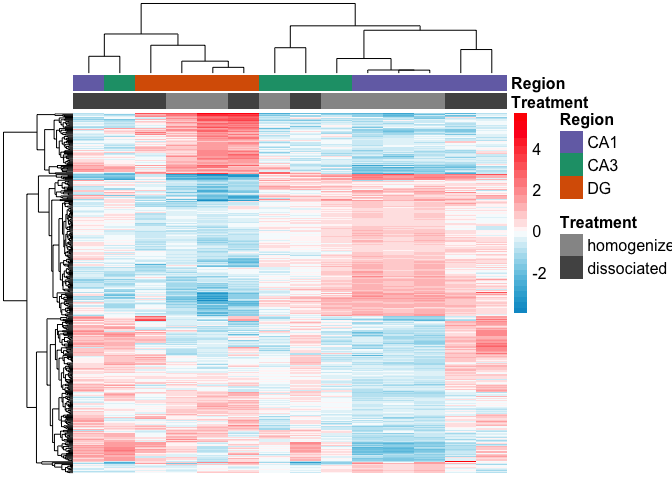 Region
Treatment
4
2
0
-2
Region
CA1
CA3
DG
Treatment
homogenize
dissociated